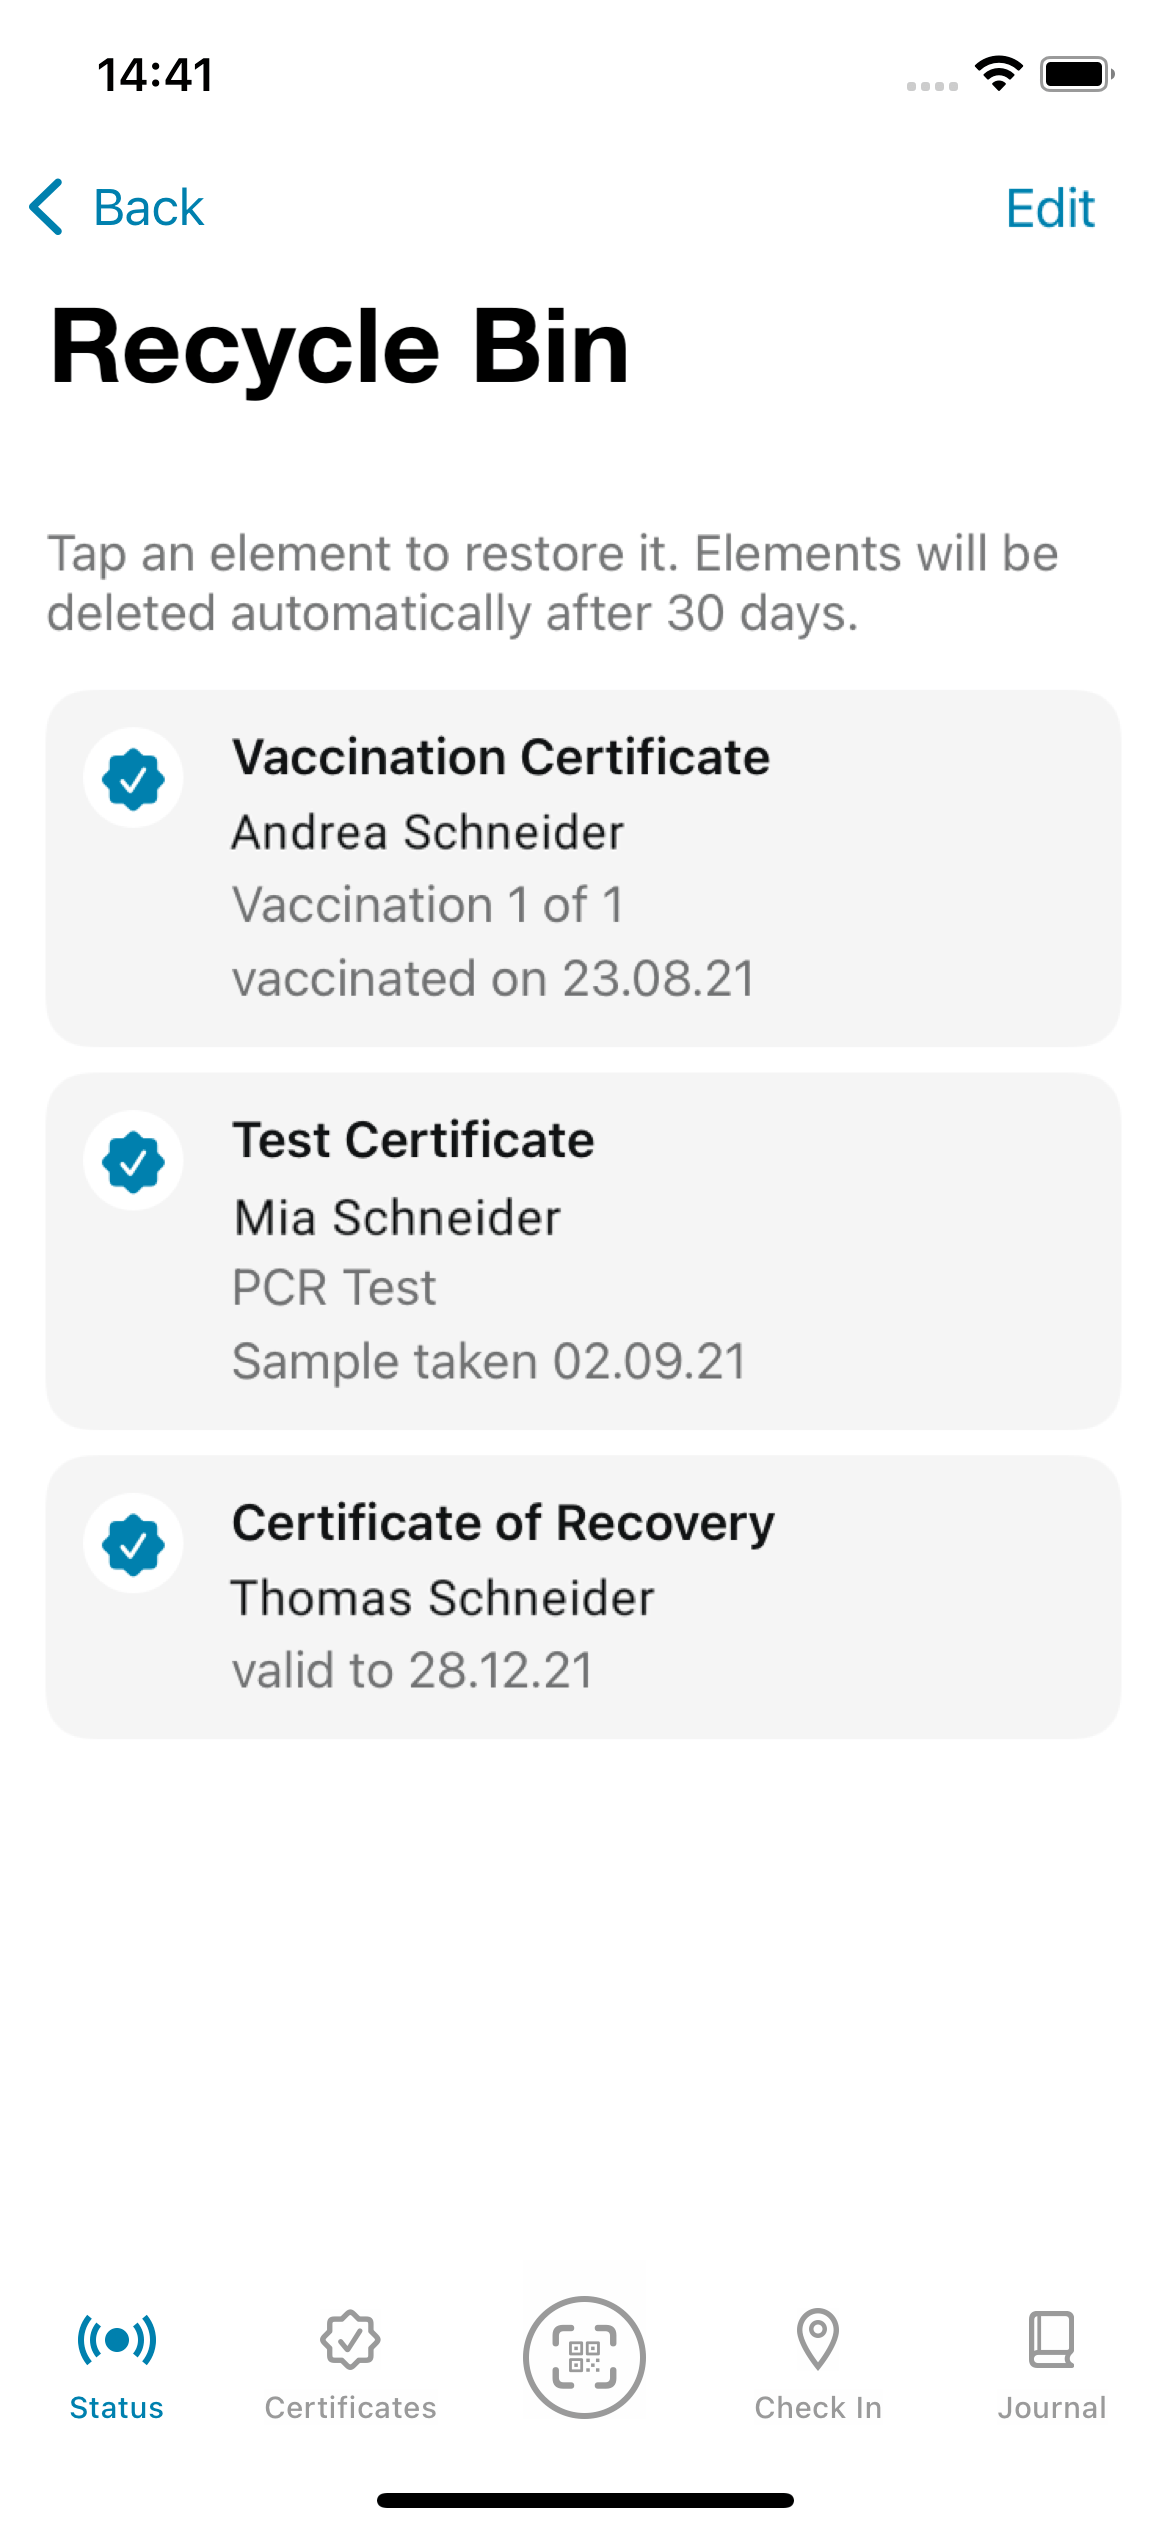 14:41
Back
Edit
Recycle Bin
Tap an element to restore it. Elements will be
deleted automatically after 30 days.
Vaccination Certificate
Andrea Schneider
Vaccination 1 of 1
vaccinated on 23.08.21
Test Certificate
Mia Schneider
PCR Test
Sample taken 02.09.21
Certificate of Recovery
Thomas Schneider
valid to 28.12.21
Status
Certificates
Check In
Journal